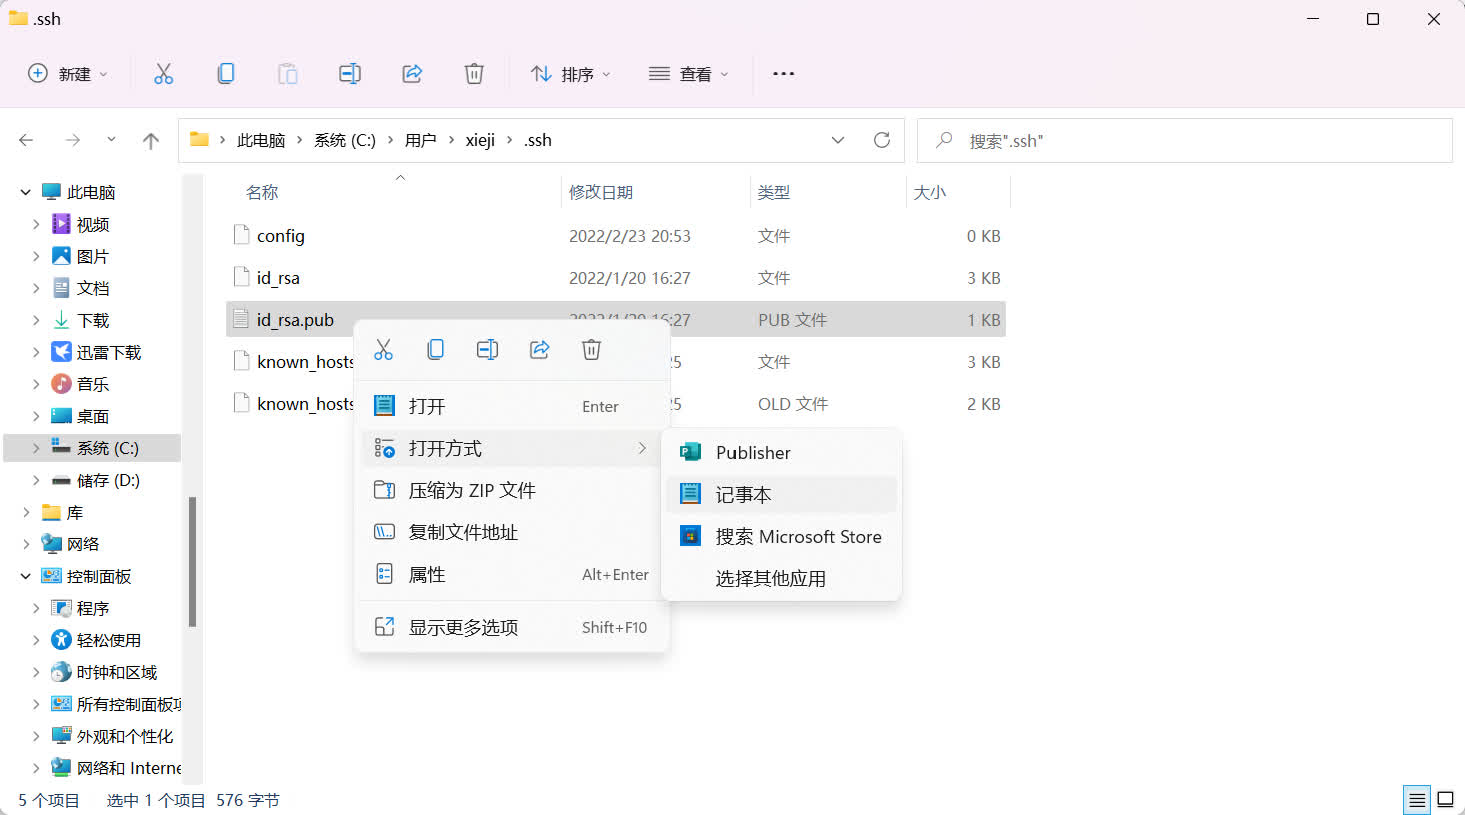 .ssh
新建
排序
查看
此电脑 系统 (C:) 用户 xieji .ssh
搜索".ssh"
此电脑
视频
图片
文档
下载
迅雷下载
音乐
桌面
系统 (C:)
储存 (D:)
库
网络
控制面板
程序
轻松使用
时钟和区域
所有控制面板项
外观和个性化
网络和 Interne
名称 修改日期 类型 大小
config 2022/2/23 20:53 文件 0 KB
id_rsa 2022/1/20 16:27 文件 3 KB
id_rsa.pub 2022/1/20 16:27 PUB 文件 1 KB
known_hosts 5 文件 3 KB
known_hosts 5 OLD 文件 2 KB
打开 Enter
打开方式
压缩为 ZIP 文件
复制文件地址
属性 Alt+Enter
显示更多选项 Shift+F10
Publisher
记事本
搜索 Microsoft Store
选择其他应用
5 个项目 选中 1 个项目 576 字节